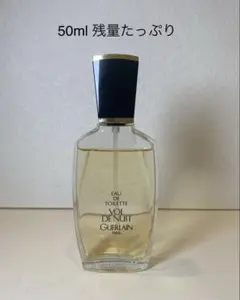 50ml 残量たっぷり
EAU
DE
TOILETTE
VOL
DE NUIT
GUERLAIN
PARIS